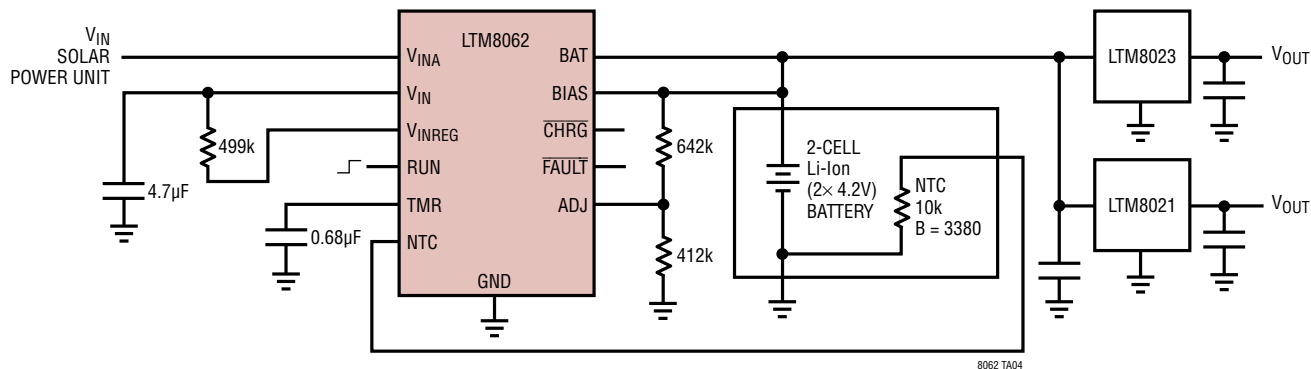 VIN
SOLAR
POWER UNIT
LTM8062
VINA
VIN
VINREG
RUN
TMR
NTC
GND
BAT
BIAS
CHRG
FAULT
ADJ
499k
4.7µF
0.68µF
642k
412k
2-CELL
Li-Ion
(2× 4.2V)
BATTERY
NTC
10k
B = 3380
LTM8023
VOUT
LTM8021
VOUT
8062 TA04